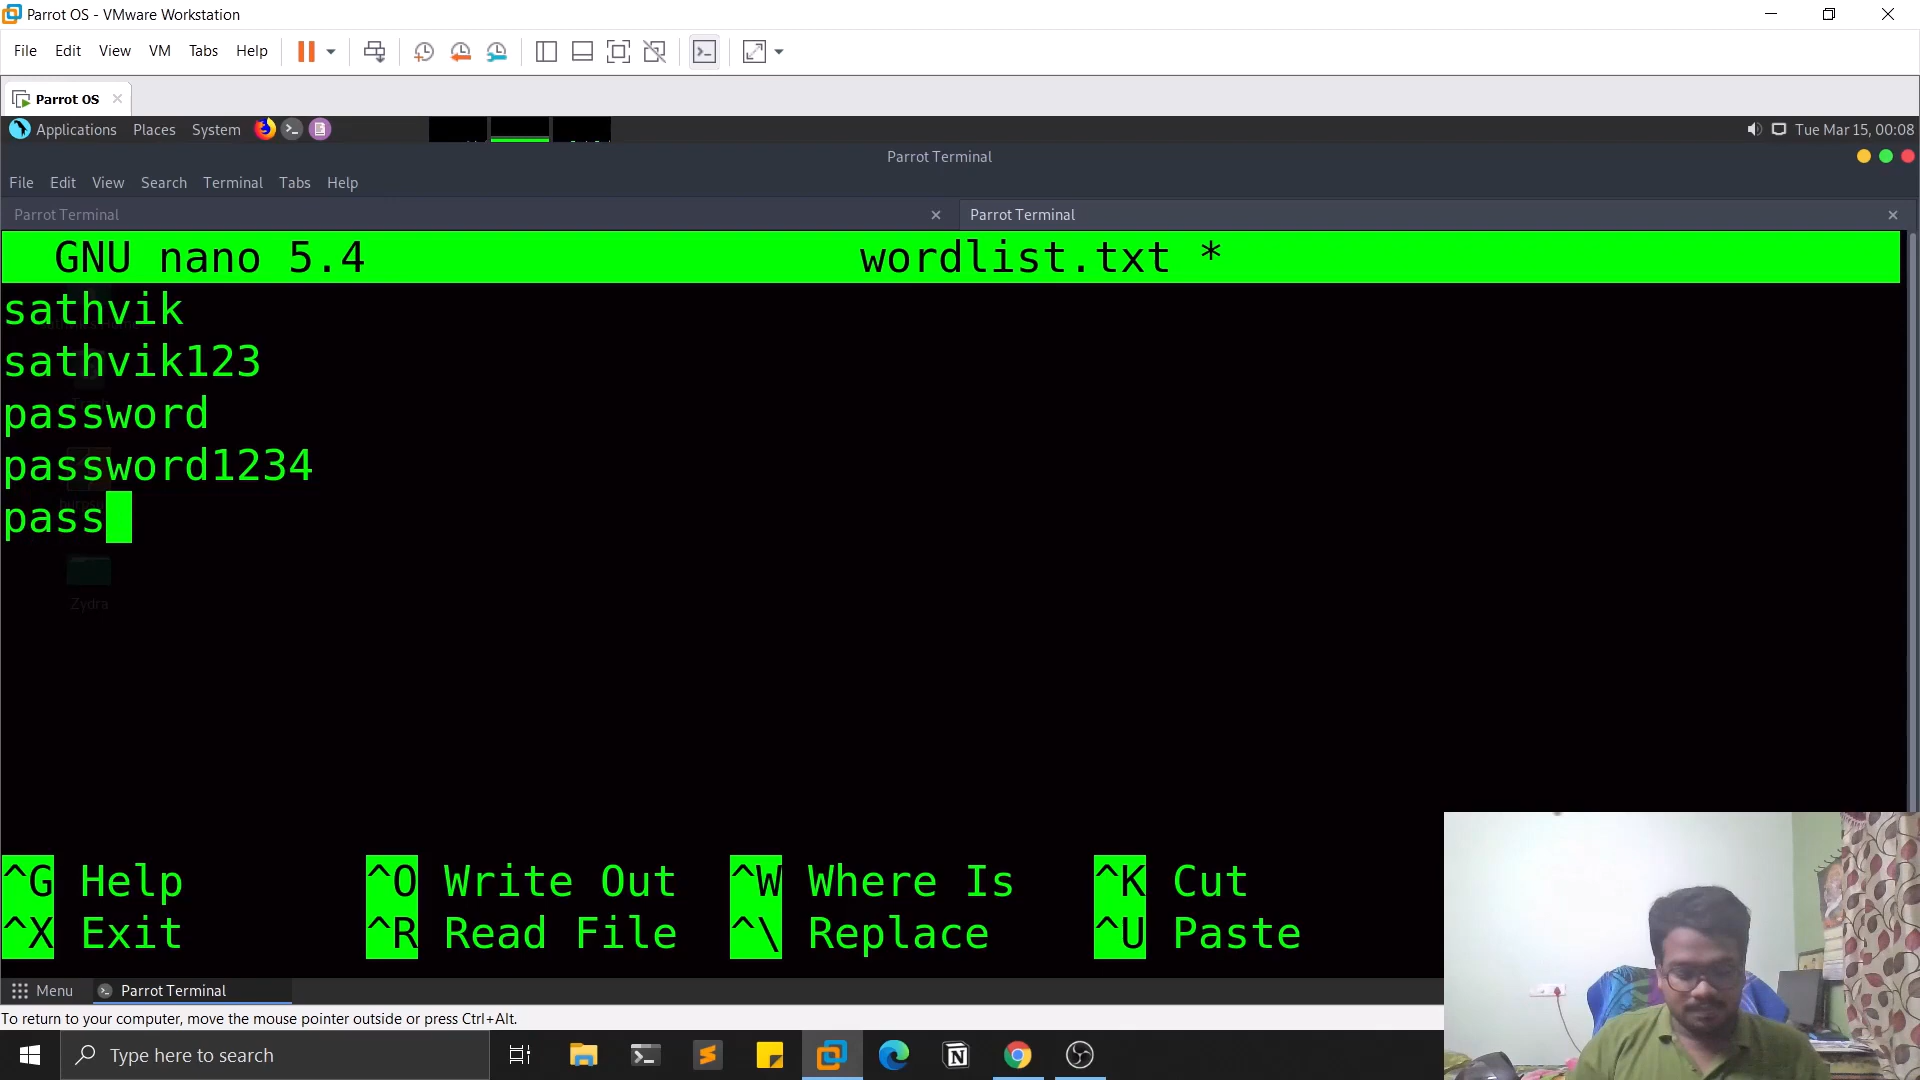 Parrot OS - VMware Workstation
File Edit View VM Tabs Help
Parrot OS
Applications Places System Tue Mar 15, 00:08
Parrot Terminal
File Edit View Search Terminal Tabs Help
Parrot Terminal Parrot Terminal
GNU nano 5.4 wordlist.txt *
sathvik
sathvik123
password
password1234
pass
Zydra
^G Help ^O Write Out ^W Where Is ^K Cut
^X Exit ^R Read File ^\ Replace ^U Paste
Menu Parrot Terminal
To return to your computer, move the mouse pointer outside or press Ctrl+Alt.
Type here to search